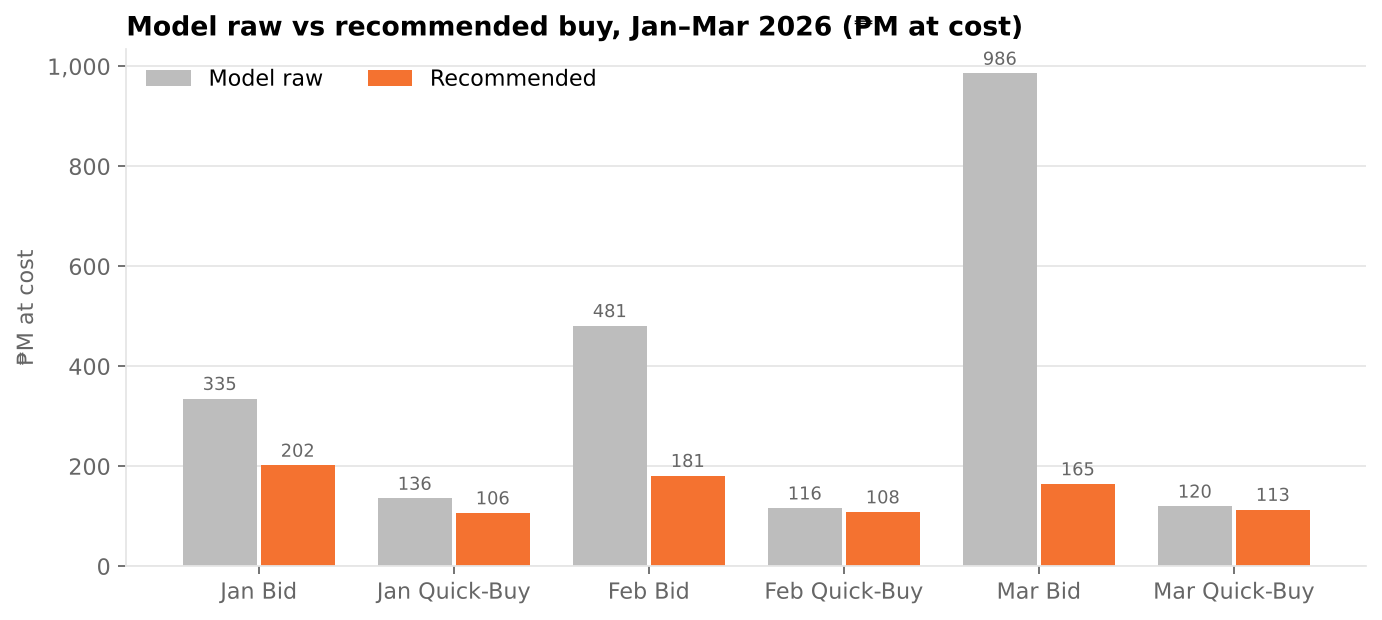 Model raw vs recommended buy, Jan–Mar 2026 (₱M at cost)
Model raw
Recommended
₱M at cost
1,000
800
600
400
200
0
335
202
136
106
481
181
116
108
986
165
120
113
Jan Bid
Jan Quick-Buy
Feb Bid
Feb Quick-Buy
Mar Bid
Mar Quick-Buy